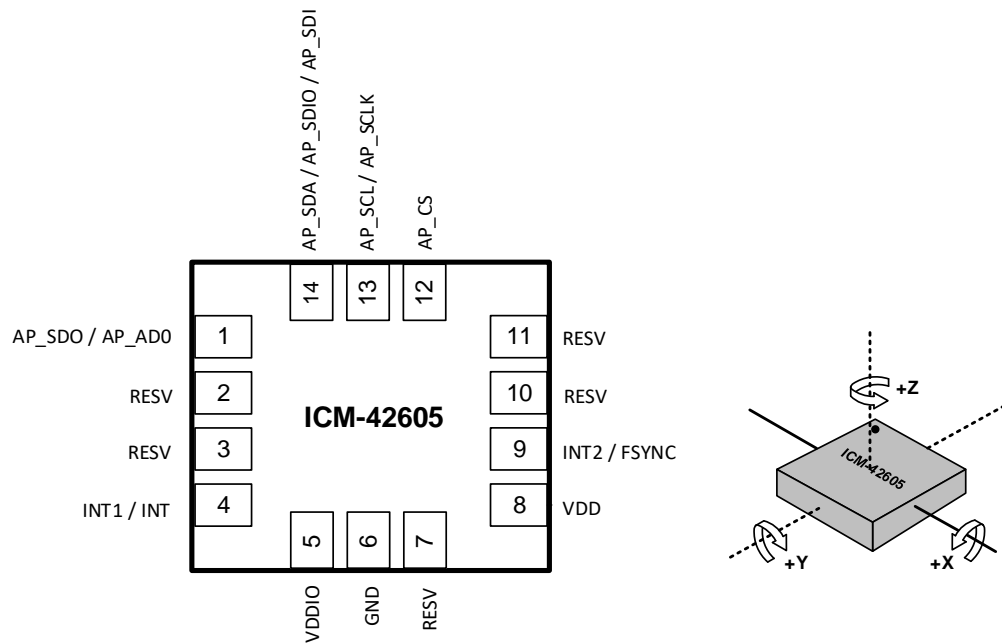 AP_SDA / AP_SDIO / AP_SDI
AP_SCL / AP_SCLK
AP_CS
14
13
12
AP_SDO / AP_AD0
1
11
RESV
RESV
2
10
RESV
ICM-42605
RESV
3
9
INT2 / FSYNC
INT1 / INT
4
8
VDD
5
6
7
VDDIO
GND
RESV
+Z
ICM-42605
+Y
+X